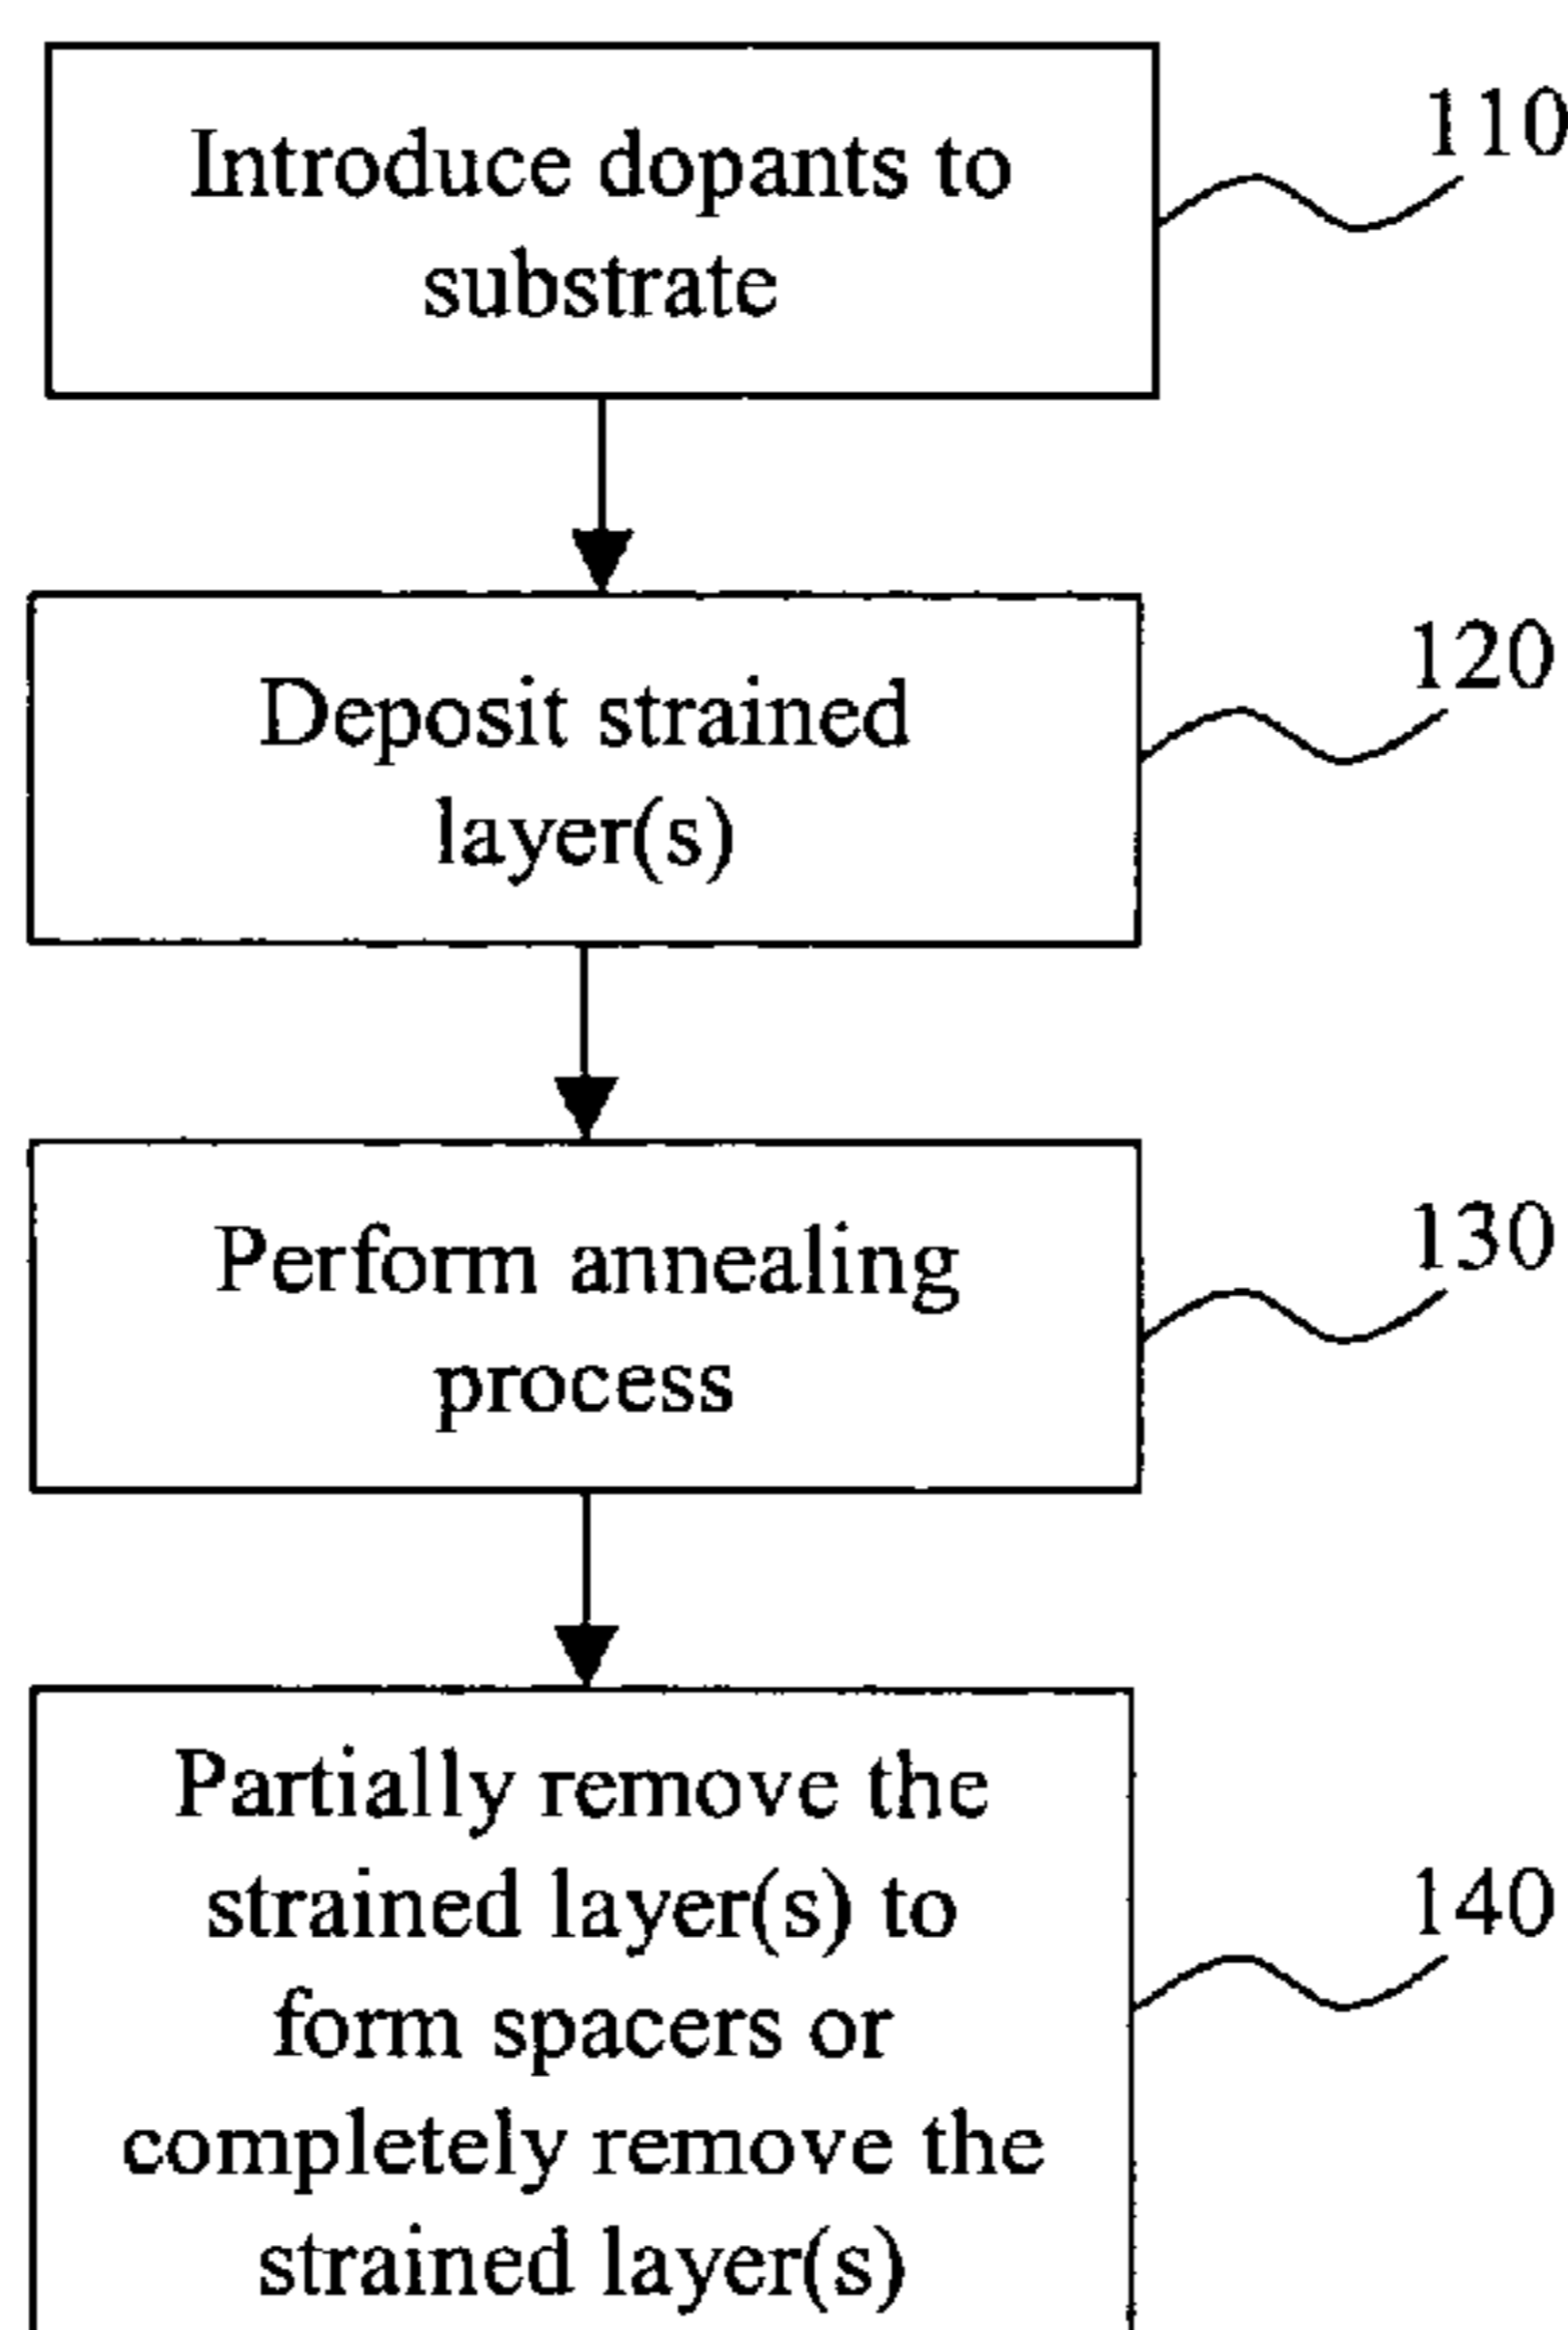 110
Introduce dopants to
substrate
120
Deposit strained
layer(s)
130
Perform annealing
process
140
Partially remove the
strained layer(s) to
form spacers or
completely remove the
strained layer(s)